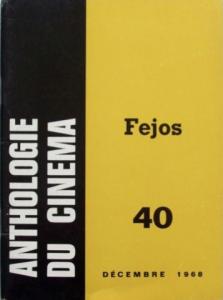 ANTHOLOGIE
DU CINEMA
Fejos
40
DÉCEMBRE 1968